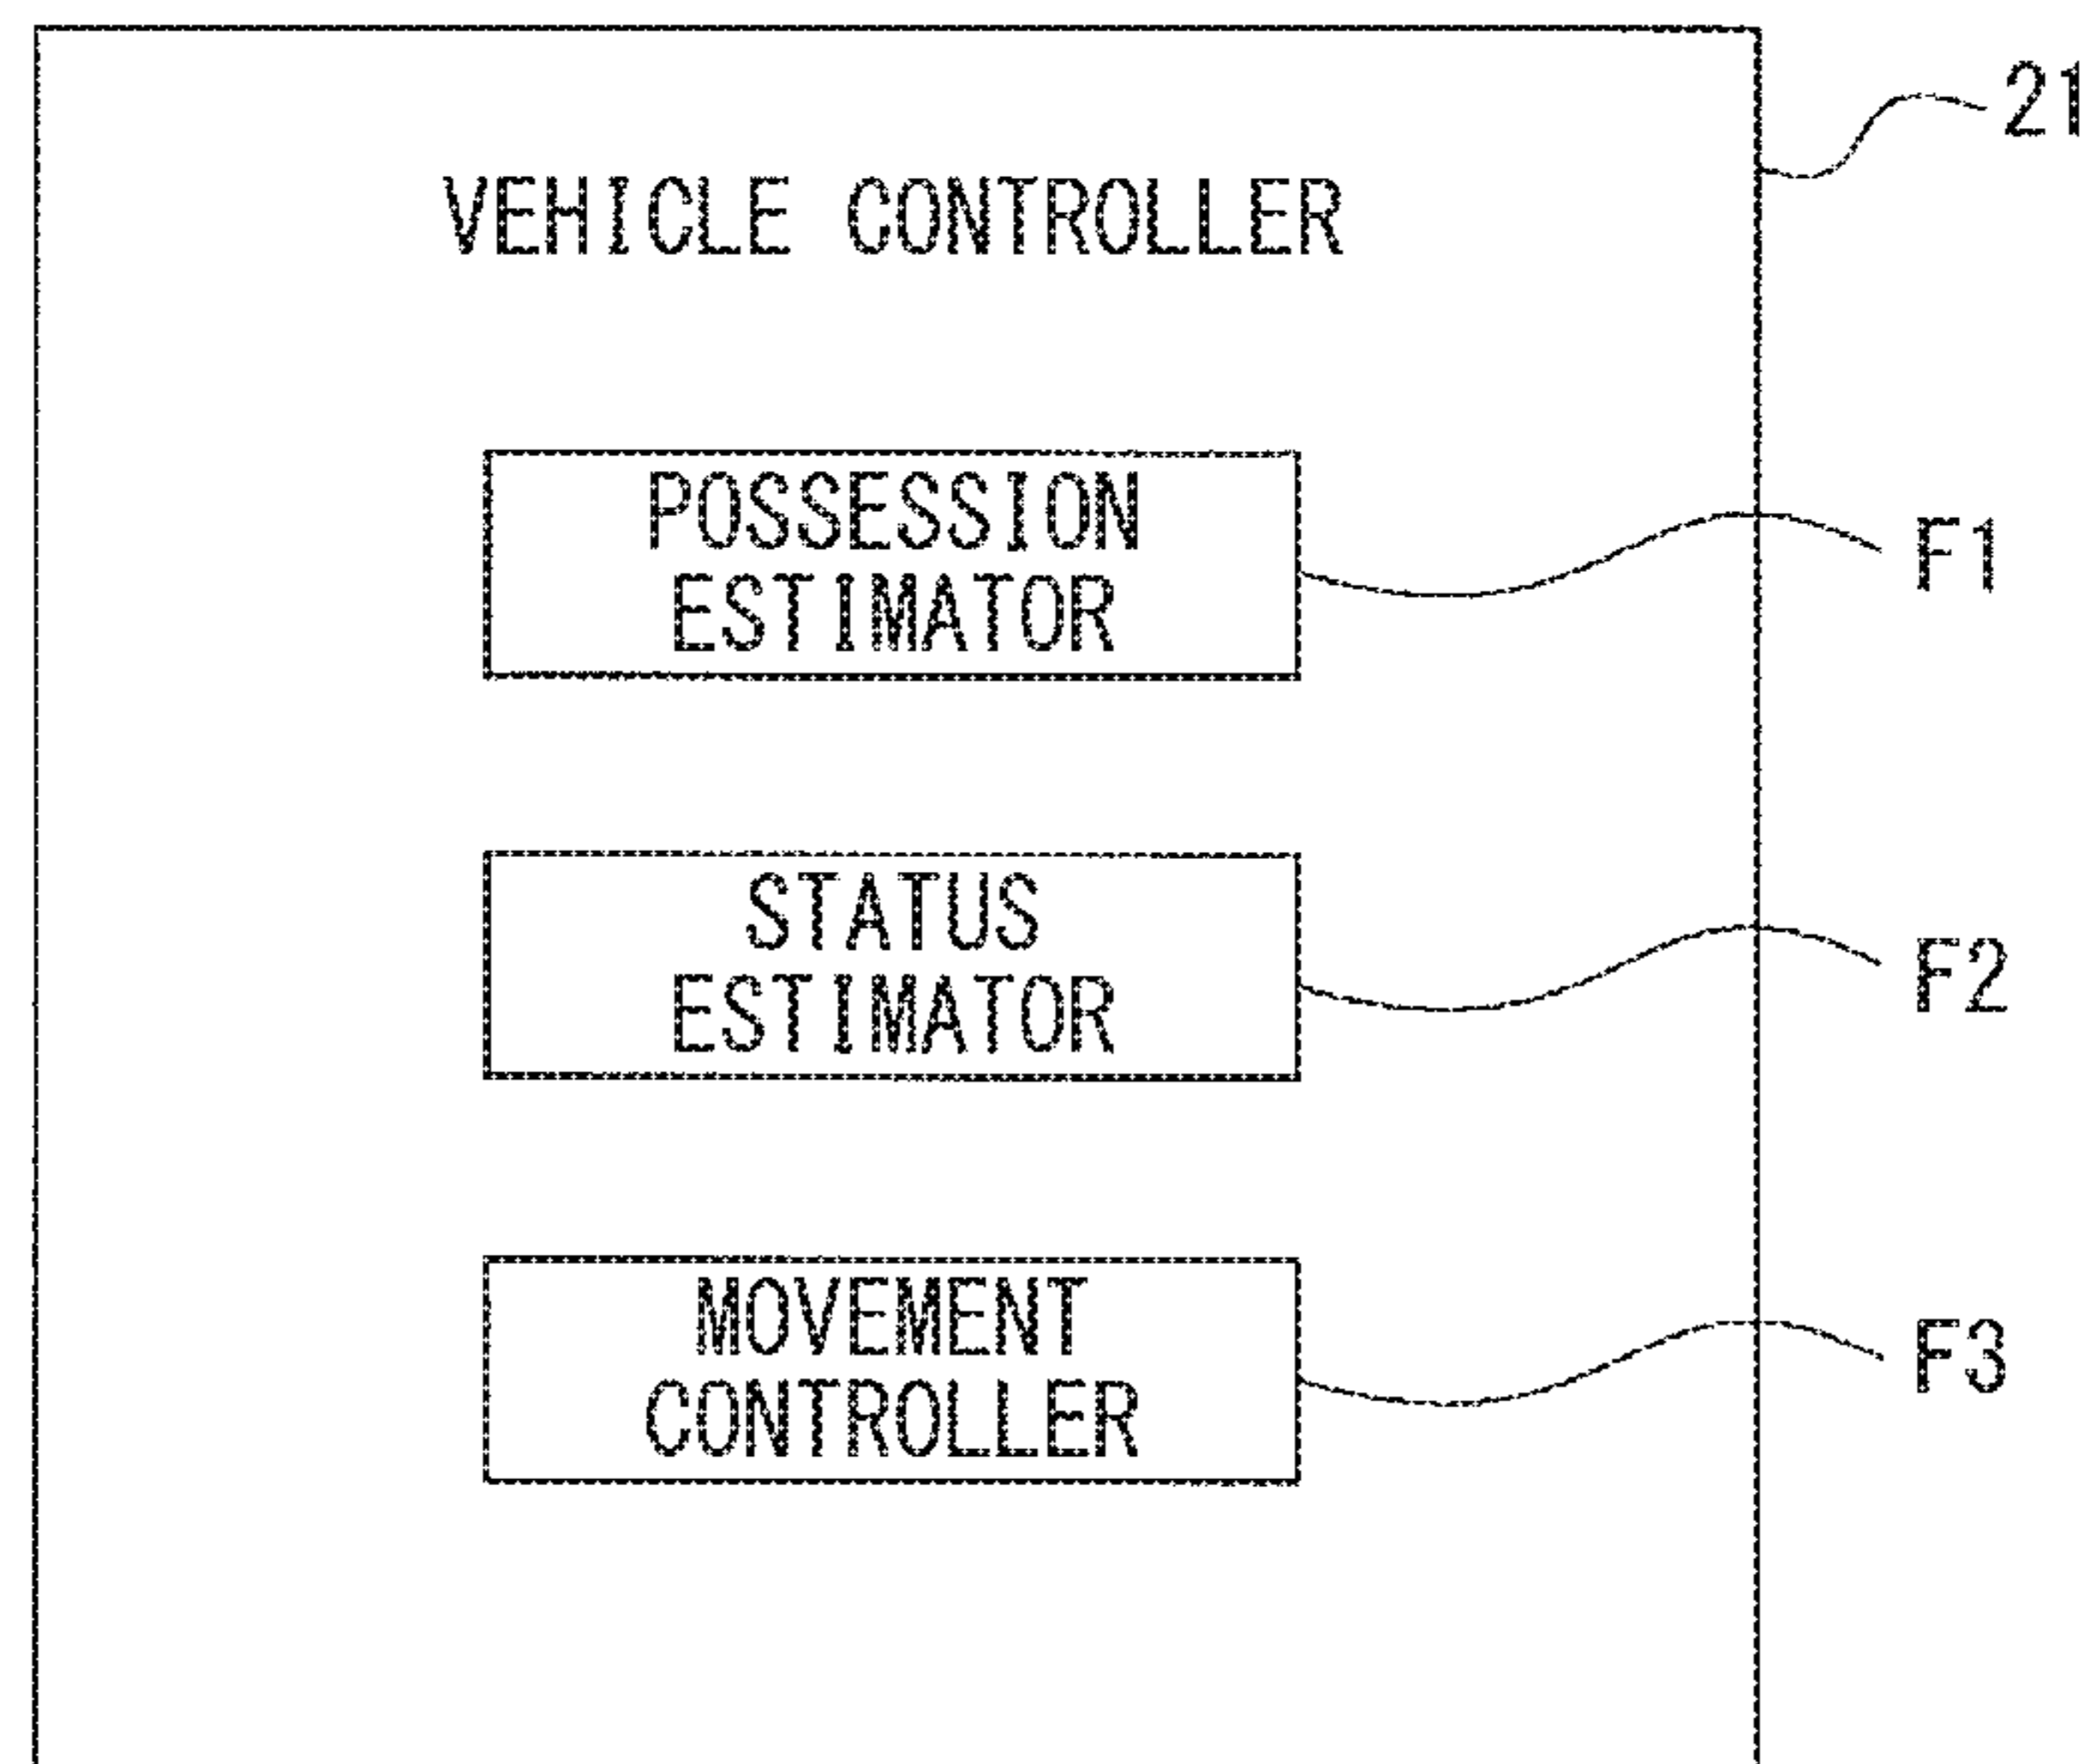 21
VEHICLE CONTROLLER
POSSESSION
ESTIMATOR
F1
STATUS
ESTIMATOR
F2
MOVEMENT
CONTROLLER
F3